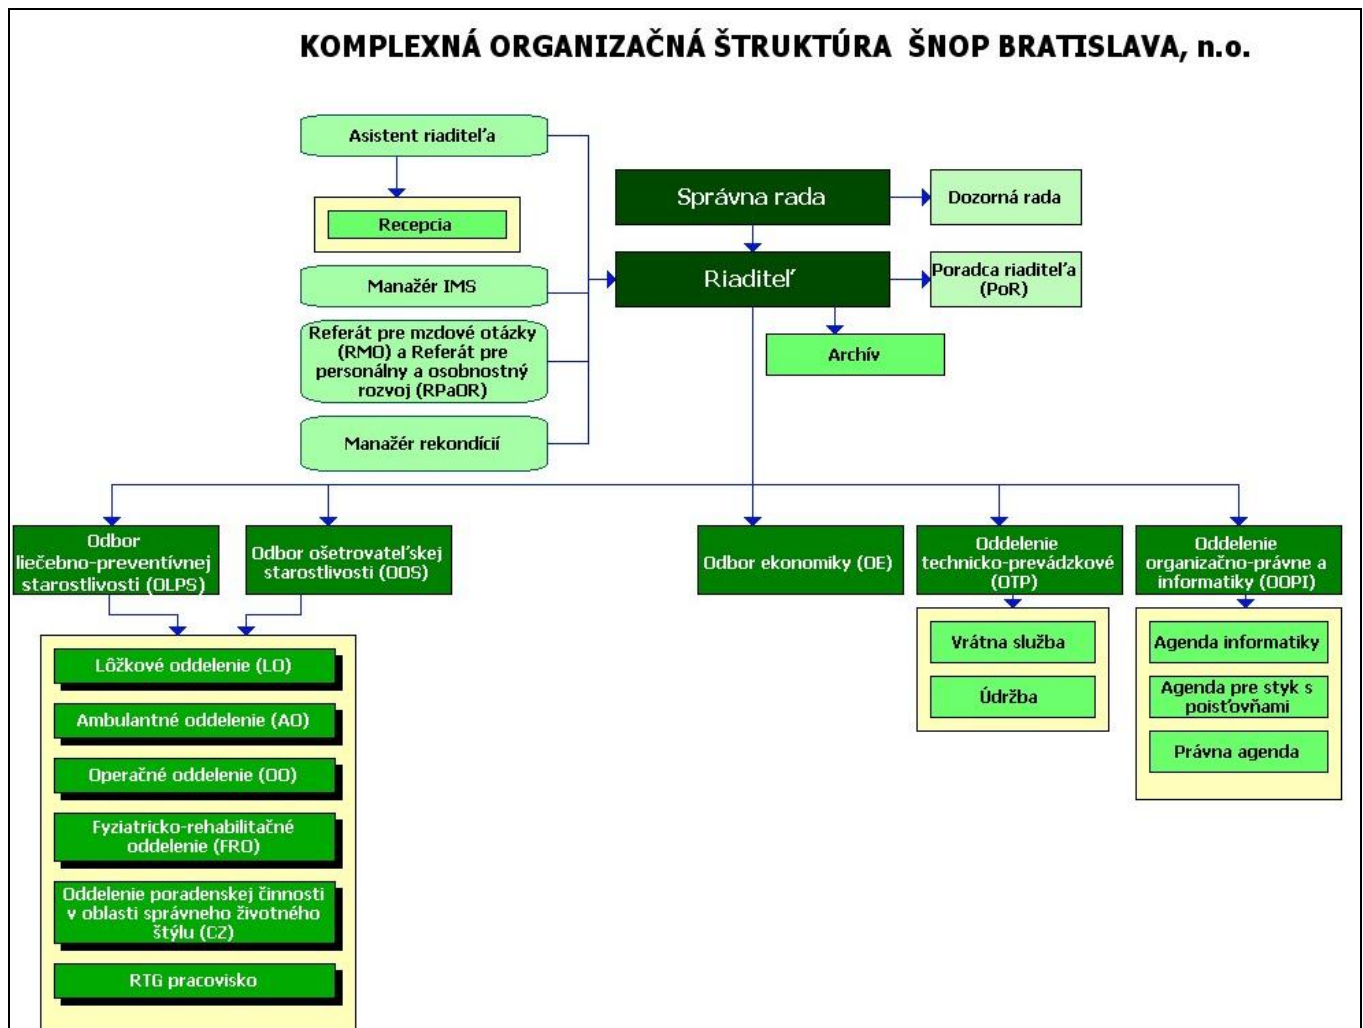 KOMPLEXNÁ ORGANIZAČNÁ ŠTRUKTÚRA ŠNOP BRATISLAVA, n.o.
Asistent riaditeľa
Recepcia
Správna rada
Dozorná rada
Manažér IMS
Riaditeľ
Poradca riaditeľa
(PoR)
Referát pre mzdové otázky
(RMO) a Referát pre
personálny a osobnostný
rozvoj (RPaOR)
Archív
Manažér rekondícií
Odbor
liečebno-preventívnej
starostlivosti (OLPS)
Odbor ošetrovateľskej
starostlivosti (OOS)
Odbor ekonomiky (OE)
Oddelenie
technicko-prevádzkové
(OTP)
Oddelenie
organizačno-právne a
informatiky (OOPI)
Lôžkové oddelenie (LO)
Ambulantné oddelenie (AO)
Operačné oddelenie (OO)
Fyziatricko-rehabilitačné
oddelenie (FRO)
Oddelenie poradenskej činnosti
v oblasti správneho životného
štýlu (CZ)
RTG pracovisko
Vrátna služba
Údržba
Agenda informatiky
Agenda pre styk s
poisťovňami
Právna agenda